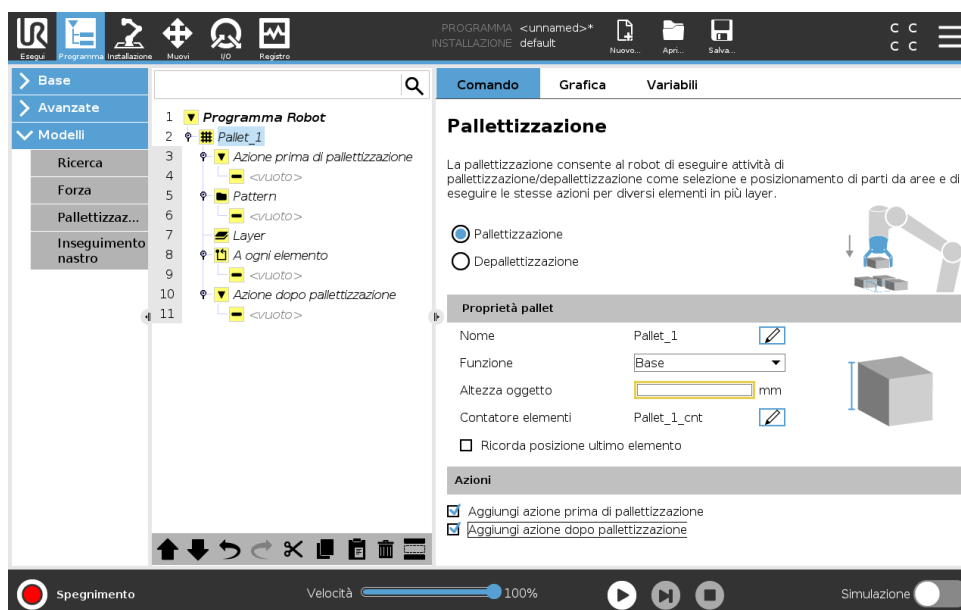 UR
Esegui
Programma
Installazione
Muovi
I/O
Registro
PROGRAMMA <unnamed>*
INSTALLAZIONE default
Nuovo...
Apri...
Salva...
C C
C C
Base
Avanzate
Modelli
Ricerca
Forza
Pallettizzaz...
Inseguimento
nastro
1 Programma Robot
2 Pallet_1
3 Azione prima di pallettizzazione
4 <vuoto>
5 Pattern
6 <vuoto>
7 Layer
8 A ogni elemento
9 <vuoto>
10 Azione dopo pallettizzazione
11 <vuoto>
Comando Grafica Variabili
Pallettizzazione
La pallettizzazione consente al robot di eseguire attività di
pallettizzazione/depallettizzazione come selezione e posizionamento di parti da aree e di
eseguire le stesse azioni per diversi elementi in più layer.
Pallettizzazione
Depallettizzazione
Proprietà pallet
Nome Pallet_1
Funzione Base
Altezza oggetto mm
Contatore elementi Pallet_1_cnt
Ricorda posizione ultimo elemento
Azioni
Aggiungi azione prima di pallettizzazione
Aggiungi azione dopo pallettizzazione
Spegnimento
Velocità 100%
Simulazione